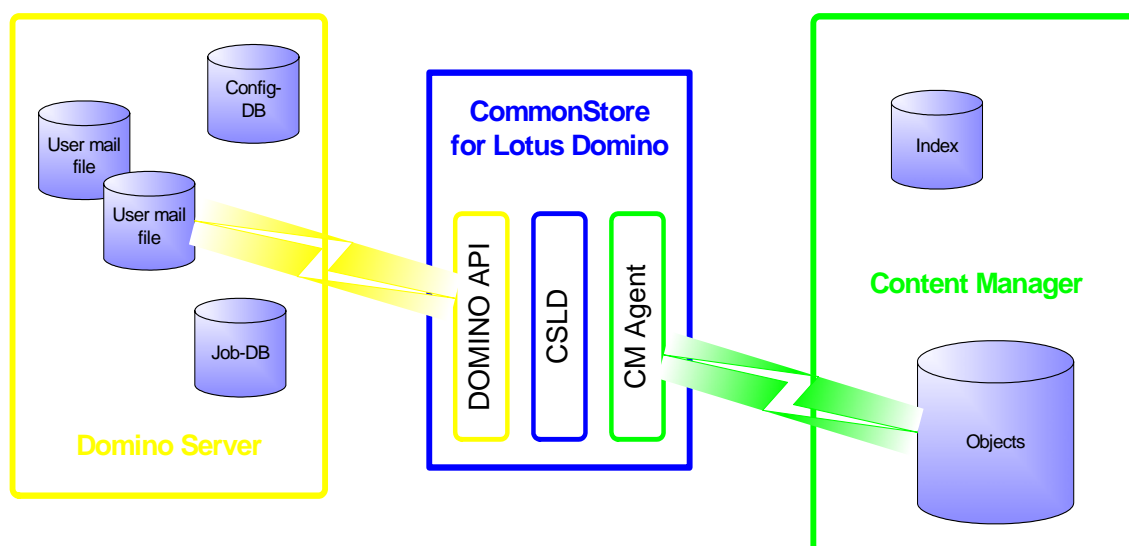 Config-
DB
User mail
file
User mail
file
Job-DB
Domino Server
CommonStore
for Lotus Domino
DOMINO API
CSLD
CM Agent
Index
Content Manager
Objects